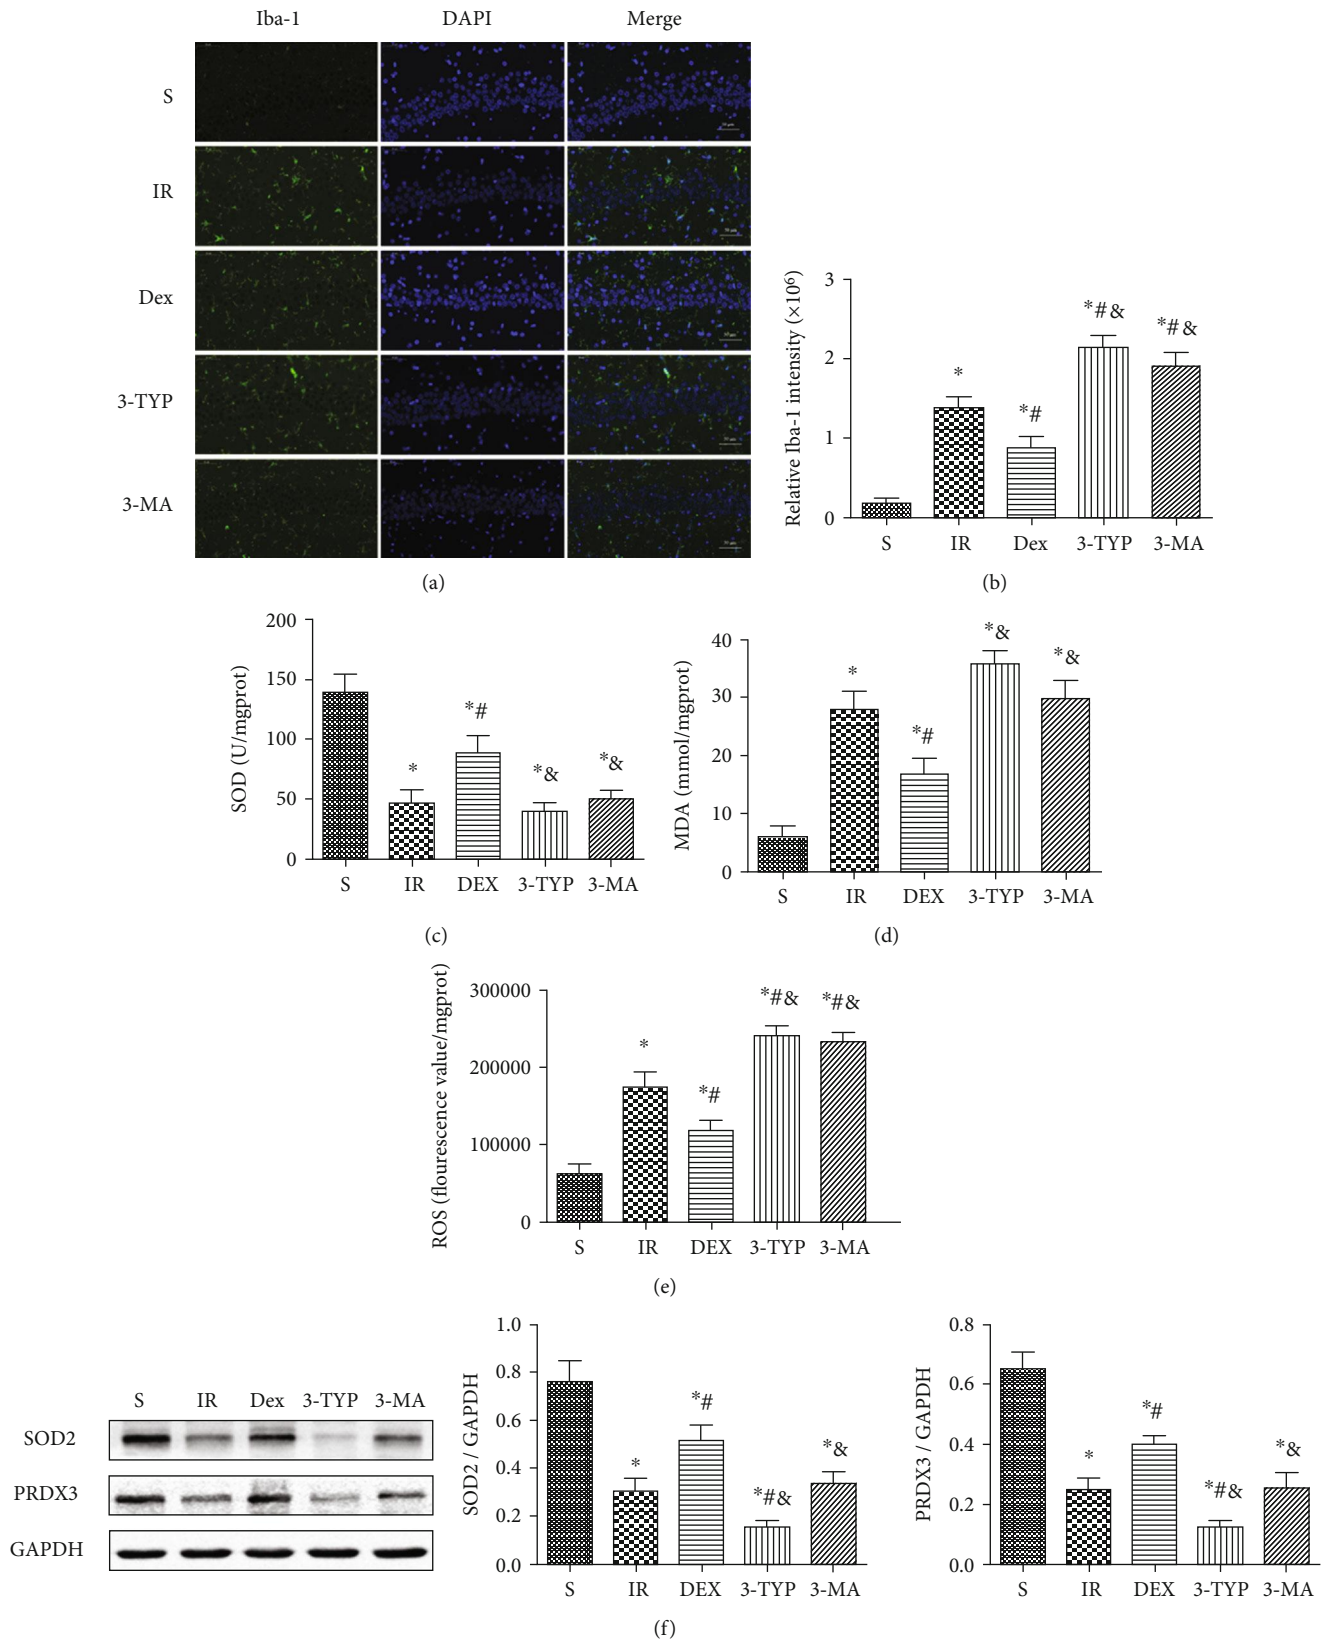 Iba-1 DAPI Merge
S
IR
Dex
3-TYP
3-MA
(a)
Relative Iba-1 intensity (×10⁶)
3
2
1
0
*
*#
*#&
*#&
S IR Dex 3-TYP 3-MA
(b)
SOD (U/mgprot)
200
150
100
50
0
*
*#
*&
*&
S IR DEX 3-TYP 3-MA
(c)
MDA (mmol/mgprot)
40
30
20
10
0
*
*#
*&
*&
S IR DEX 3-TYP 3-MA
(d)
ROS (flourescence value/mgprot)
300000
200000
100000
0
*
*#
*#&
*#&
S IR DEX 3-TYP 3-MA
(e)
S IR Dex 3-TYP 3-MA
SOD2
PRDX3
GAPDH
SOD2 / GAPDH
1.0
0.8
0.6
0.4
0.2
0.0
*
*#
*#&
*&
S IR DEX 3-TYP 3-MA
PRDX3 / GAPDH
0.8
0.6
0.4
0.2
0.0
*
*#
*#&
*&
S IR DEX 3-TYP 3-MA
(f)